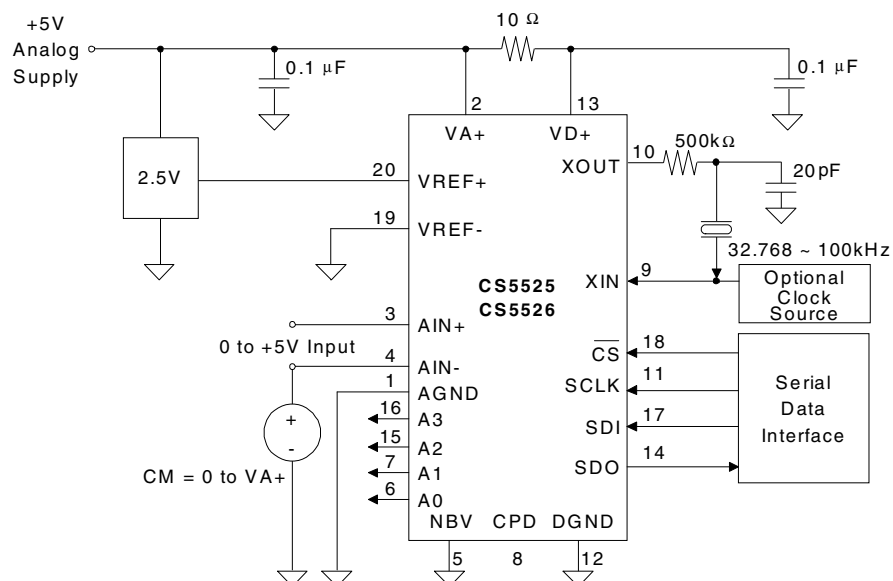 +5V
Analog
Supply
10 Ω
0.1 μF
0.1 μF
2
13
VA+
VD+
500kΩ
10
XOUT
20pF
2.5V
20
VREF+
19
VREF-
32.768 ~ 100kHz
9
XIN
Optional
Clock
Source
CS5525
CS5526
3
AIN+
0 to +5V Input
4
AIN-
1
AGND
16
A3
15
A2
7
A1
6
A0
+
-
CM = 0 to VA+
18
CS
11
SCLK
17
SDI
14
SDO
Serial
Data
Interface
NBV
CPD
DGND
5
8
12